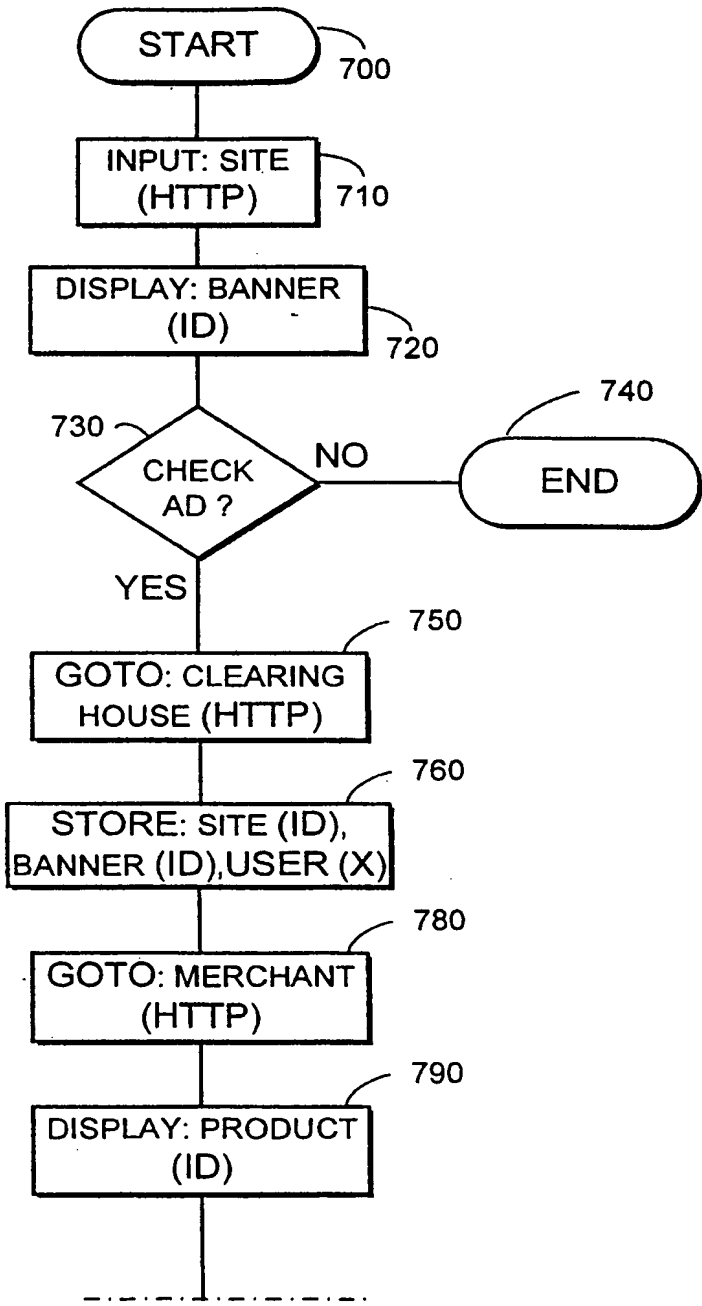 START
700
INPUT: SITE
(HTTP)
710
DISPLAY: BANNER
(ID)
720
730
CHECK
AD ?
NO
740
END
YES
750
GOTO: CLEARING
HOUSE (HTTP)
760
STORE: SITE (ID),
BANNER (ID),USER (X)
780
GOTO: MERCHANT
(HTTP)
790
DISPLAY: PRODUCT
(ID)